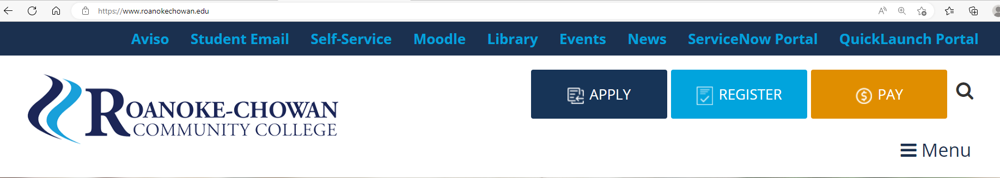 https://www.roanokechowan.edu
Aviso Student Email Self-Service Moodle Library Events News ServiceNow Portal QuickLaunch Portal
ROANOKE-CHOWAN
COMMUNITY COLLEGE
APPLY REGISTER PAY
Menu